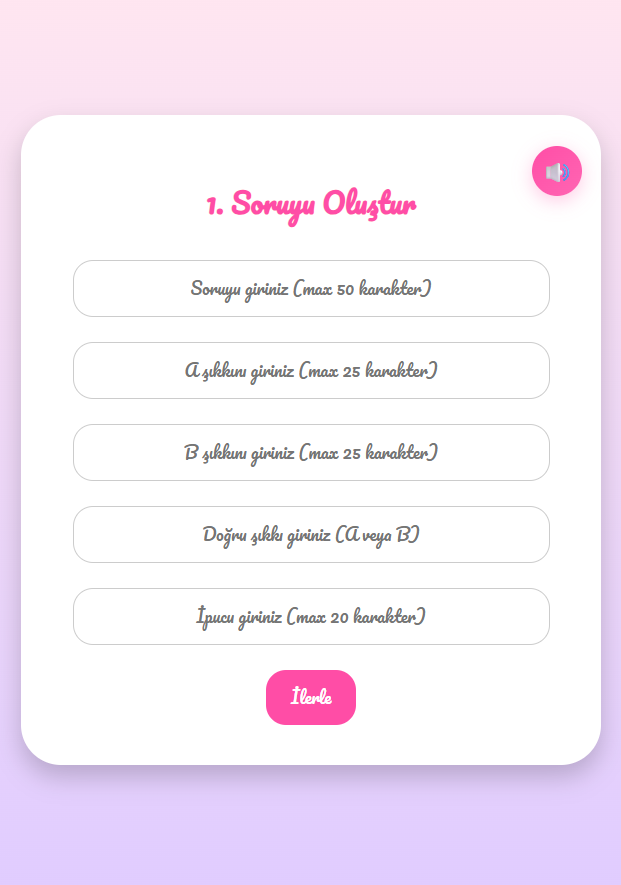 1. Soruyu Oluştur
Soruyu giriniz (max 50 karakter)
A şıkkını giriniz (max 25 karakter)
B şıkkını giriniz (max 25 karakter)
Doğru şıkkı giriniz (A veya B)
İpucu giriniz (max 20 karakter)
İlerle